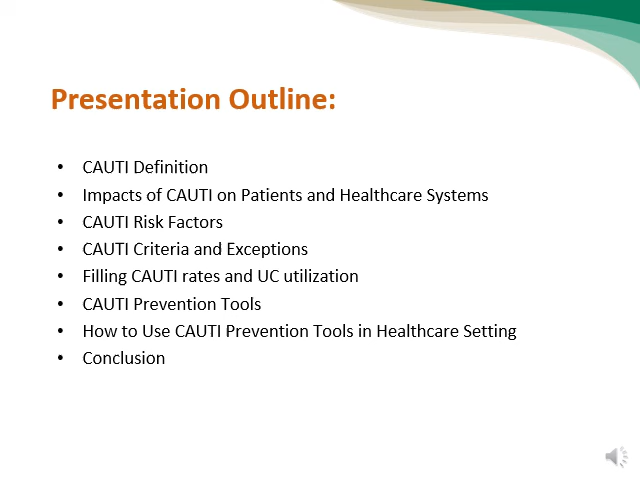 Presentation Outline:
• CAUTI Definition
• Impacts of CAUTI on Patients and Healthcare Systems
• CAUTI Risk Factors
• CAUTI Criteria and Exceptions
• Filling CAUTI rates and UC utilization
• CAUTI Prevention Tools
• How to Use CAUTI Prevention Tools in Healthcare Setting
• Conclusion